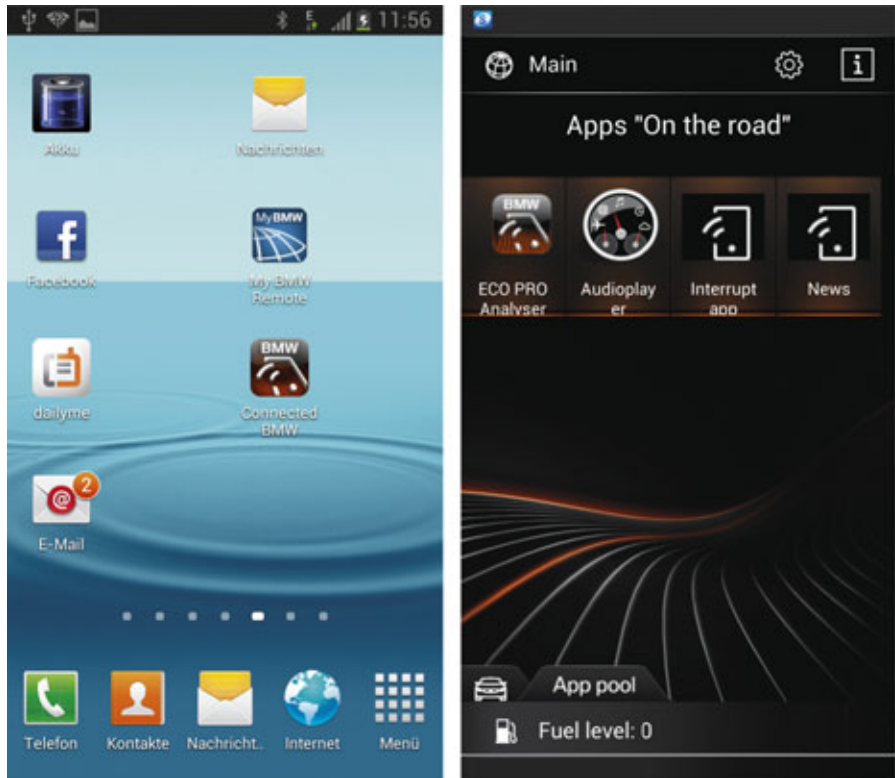 E
11:56
Akku
Nachrichten
Facebook
MyBMW
My BMW
Remote
dailyme
BMW
Connected
BMW
@
2
E-Mail
Telefon
Kontakte
Nachricht..
Internet
Menü
Main
i
Apps "On the road"
BMW
ECO PRO
Analyser
Audioplay
er
Interrupt
app
News
App pool
Fuel level: 0